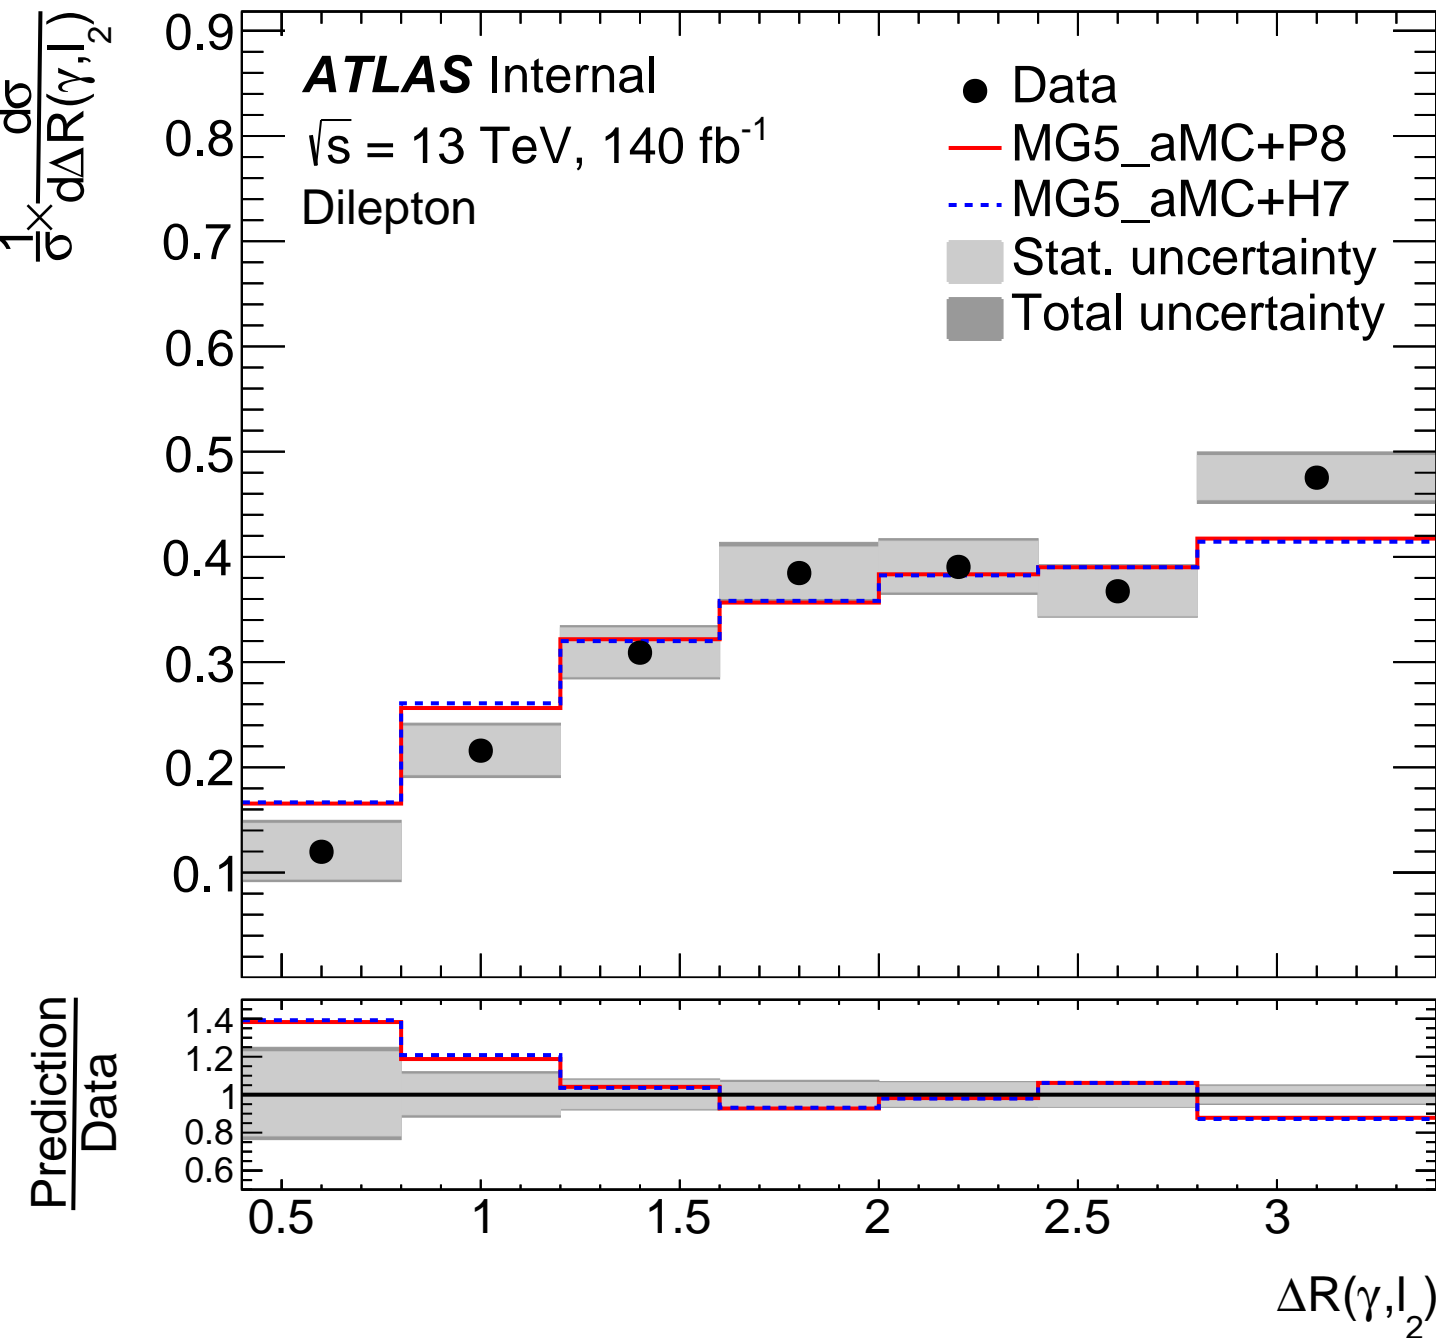 1/σ × dσ/dΔR(γ,l₂)
0.9
0.8
0.7
0.6
0.5
0.4
0.3
0.2
0.1
ATLAS Internal
√s = 13 TeV, 140 fb⁻¹
Dilepton
Data
MG5_aMC+P8
MG5_aMC+H7
Stat. uncertainty
Total uncertainty
Prediction
Data
1.4
1.2
1
0.8
0.6
0.5 1 1.5 2 2.5 3
ΔR(γ,l₂)